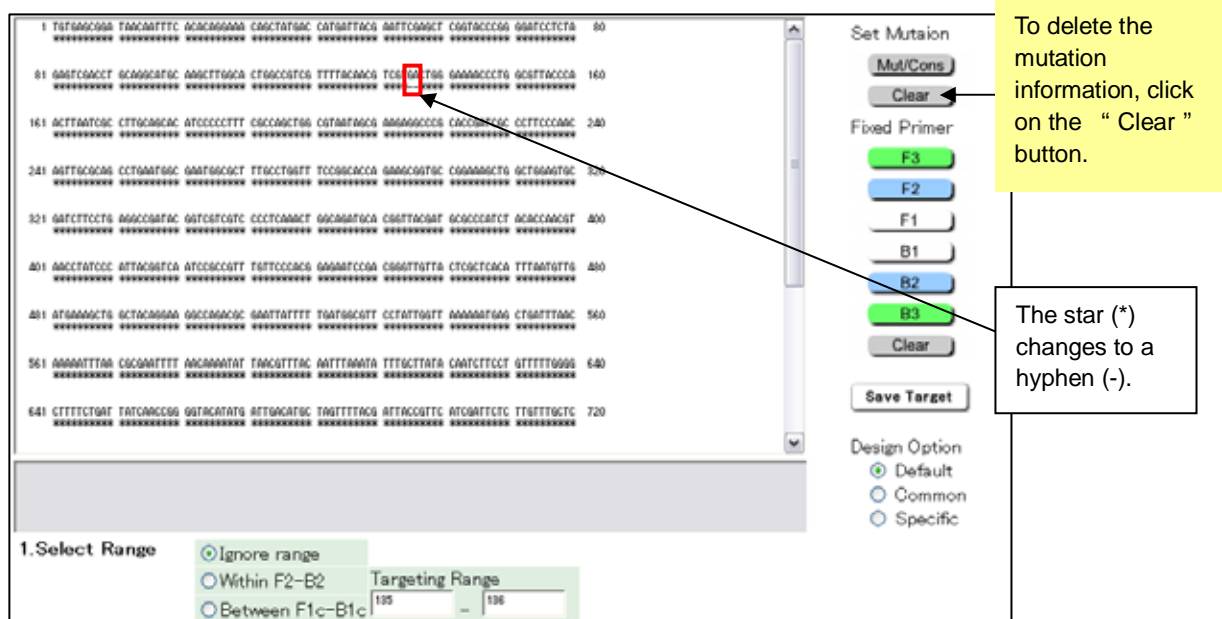 1 TGTGAGCGGA TAACAATTTC ACACAGGAAA CAGCTATGAC CATGATTACG AATTCGAGCT CGGTACCCGG GGATCCTCTA 80
********** ********** ********** ********** ********** ********** ********** **********
81 GAGTCGACCT GCAGGCATGC AAGCTTGGCA CTGGCCGTCG TTTTACAACG TCGTGACTGG GAAAACCCTG GCGTTACCCA 160
********** ********** ********** ********** ********** ****--**** ********** **********
161 ACTTAATCGC CTTGCAGCAC ATCCCCCTTT CGCCAGCTGG CGTAATAGCG AAGAGGCCCG CACCGATCGC CCTTCCCAAC 240
********** ********** ********** ********** ********** ********** ********** **********
241 AGTTGCGCAG CCTGAATGGC GAATGGCGCT TTGCCTGGTT TCCGGCACCA GAAGCGGTGC CGGAAAGCTG GCTGGAGTGC 320
********** ********** ********** ********** ********** ********** ********** **********
321 GATCTTCCTG AGGCCGATAC GGTCGTCGTC CCCTCAAACT GGCAGATGCA CGGTTACGAT GCGCCCATCT ACACCAACGT 400
********** ********** ********** ********** ********** ********** ********** **********
401 AACCTATCCC ATTACGGTCA ATCCGCCGTT TGTTCCCACG GAGAATCCGA CGGGTTGTTA CTCGCTCACA TTTAATGTTG 480
********** ********** ********** ********** ********** ********** ********** **********
481 ATGAAAGCTG GCTACAGGAA GGCCAGACGC GAATTATTTT TGATGGCGTT CCTATTGGTT AAAAAATGAG CTGATTTAAC 560
********** ********** ********** ********** ********** ********** ********** **********
561 AAAAATTTAA CGCGAATTTT AACAAAATAT TAACGTTTAC AATTTAAATA TTTGCTTATA CAATCTTCCT GTTTTTGGGG 640
********** ********** ********** ********** ********** ********** ********** **********
641 CTTTTCTGAT TATCAACCGG GGTACATATG ATTGACATGC TAGTTTTACG ATTACCGTTC ATCGATTCTC TTGTTTGCTC 720
********** ********** ********** ********** ********** ********** ********** **********
Set Mutaion
Mut/Cons
Clear
Fixed Primer
F3
F2
F1
B1
B2
B3
Clear
Save Target
Design Option
Default
Common
Specific
To delete the
mutation
information, click
on the “ Clear ”
button.
The star (*)
changes to a
hyphen (-).
1.Select Range
Ignore range
Within F2-B2
Between F1c-B1c
Targeting Range
135 - 136